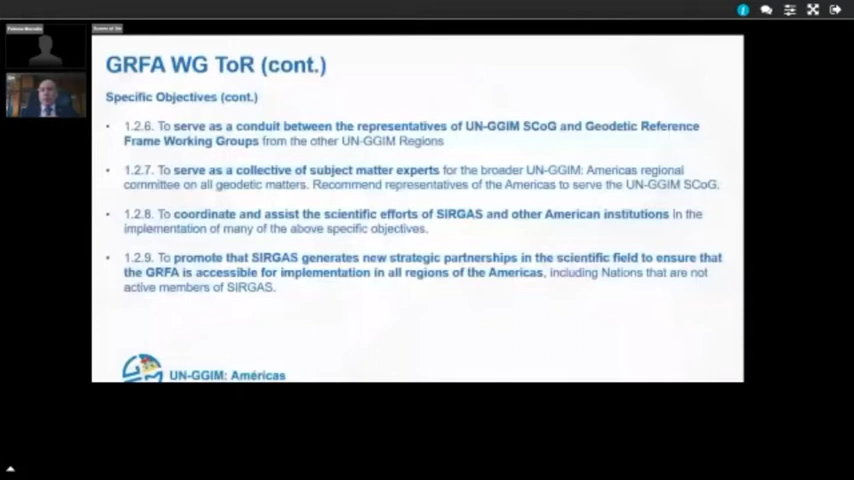 GRFA WG ToR (cont.)
Specific Objectives (cont.)
• 1.2.6. To serve as a conduit between the representatives of UN-GGIM SCoG and Geodetic Reference
Frame Working Groups from the other UN-GGIM Regions
• 1.2.7. To serve as a collective of subject matter experts for the broader UN-GGIM: Americas regional
committee on all geodetic matters. Recommend representatives of the Americas to serve the UN-GGIM SCoG.
• 1.2.8. To coordinate and assist the scientific efforts of SIRGAS and other American institutions In the
implementation of many of the above specific objectives.
• 1.2.9. To promote that SIRGAS generates new strategic partnerships in the scientific field to ensure that
the GRFA is accessible for implementation in all regions of the Americas, including Nations that are not
active members of SIRGAS.
UN-GGIM: Américas